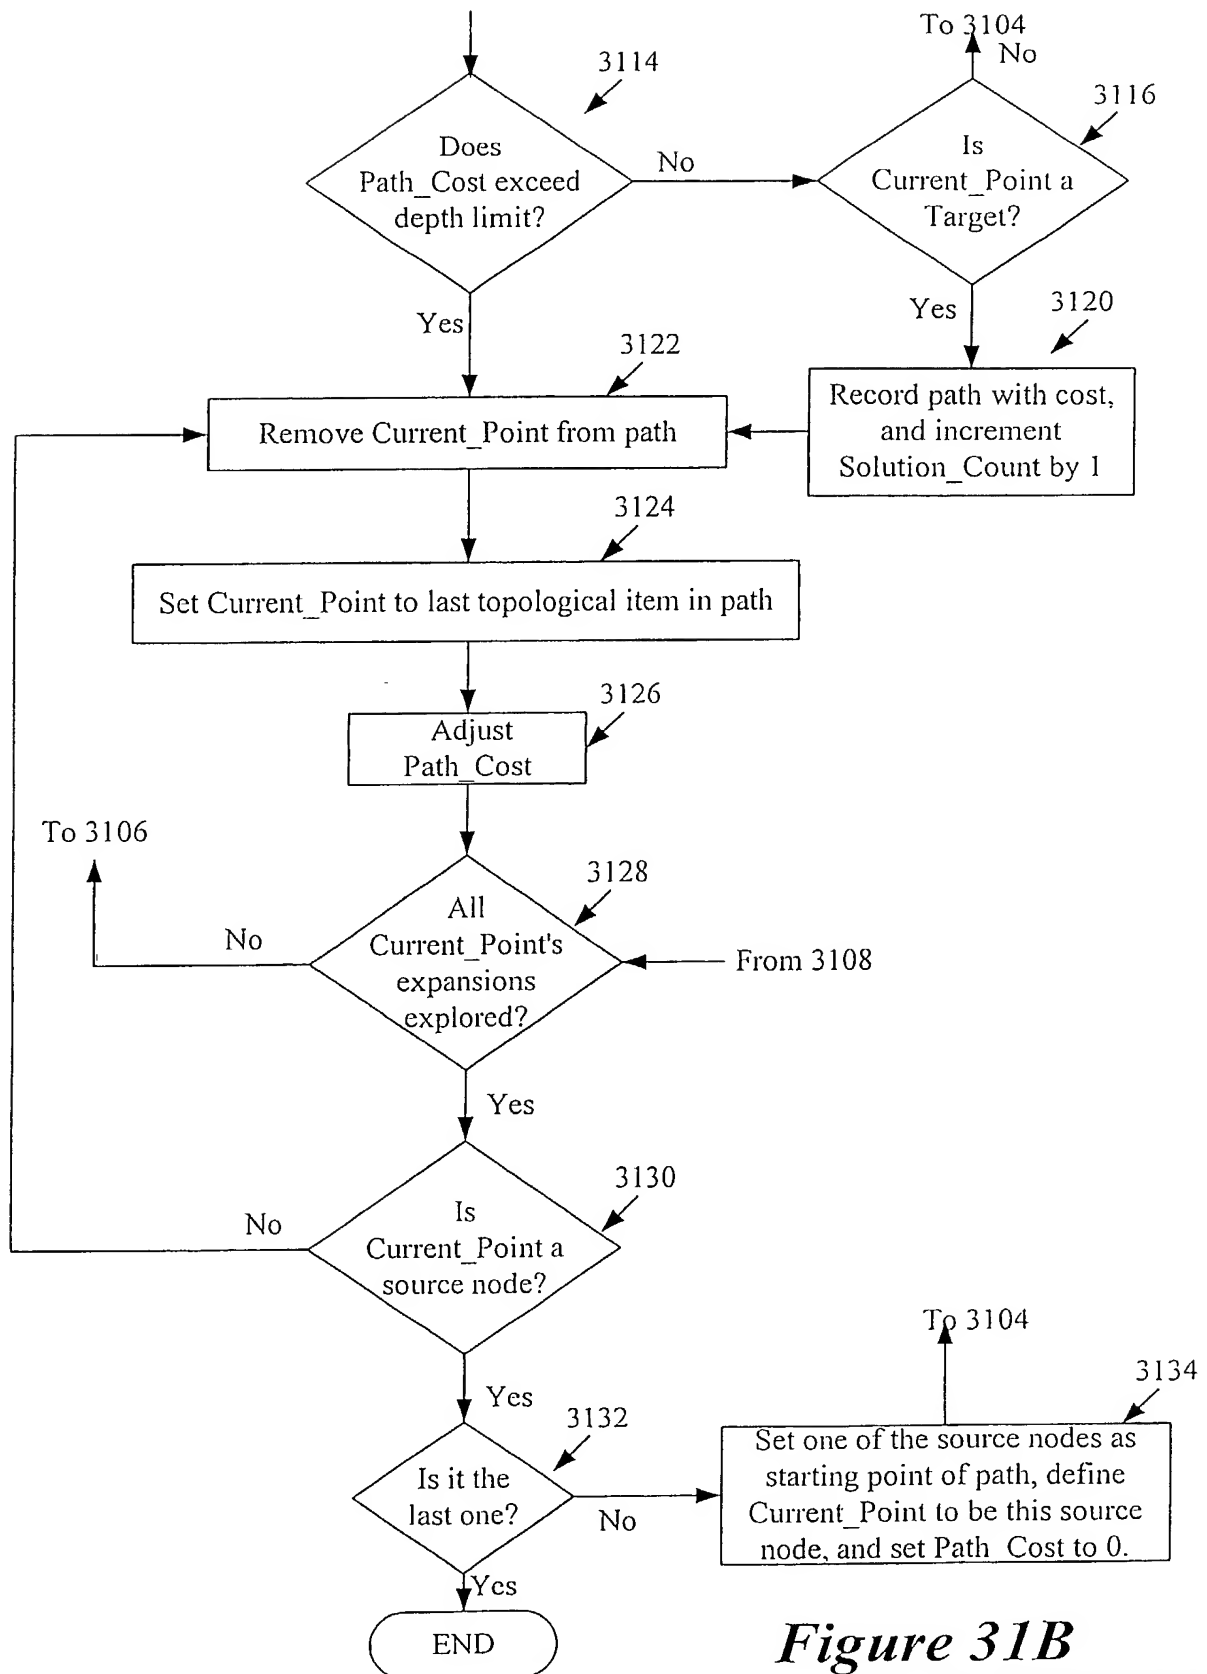 To 3104
No
3114
3116
Does
Path_Cost exceed
depth limit?
No
Is
Current_Point a
Target?
Yes
Yes
3120
3122
Record path with cost,
and increment
Solution_Count by 1
Remove Current_Point from path
3124
Set Current_Point to last topological item in path
3126
Adjust
Path_Cost
To 3106
3128
All
Current_Point's
expansions
explored?
No
From 3108
Yes
3130
No
Is
Current_Point a
source node?
To 3104
3134
Yes
3132
Set one of the source nodes as
starting point of path, define
Current_Point to be this source
node, and set Path_Cost to 0.
Is it the
last one?
No
Yes
END
Figure 31B